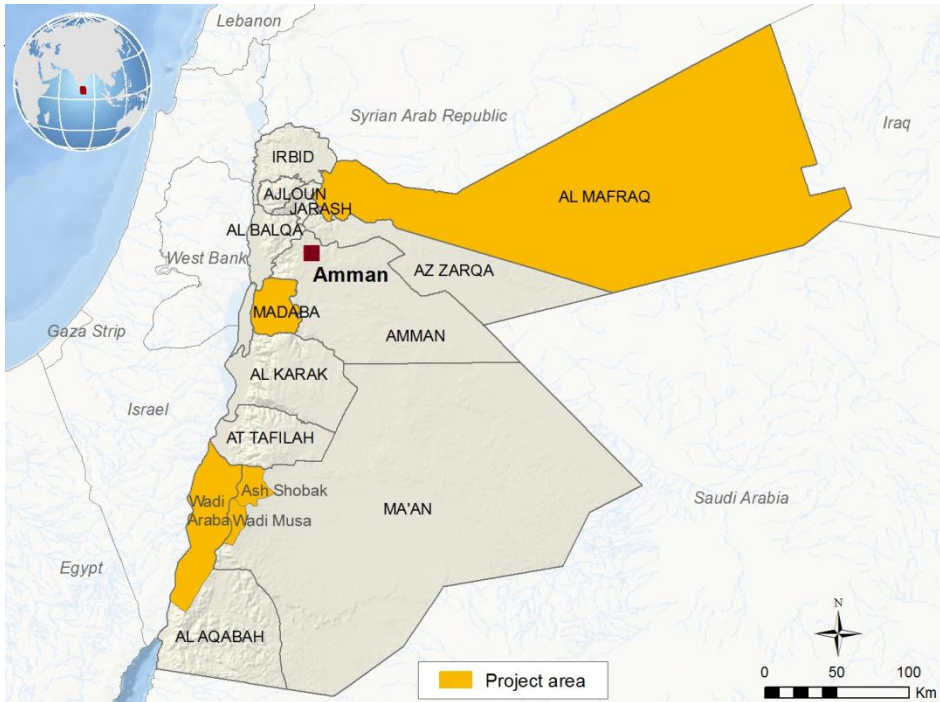 Lebanon
Syrian Arab Republic
Iraq
IRBID
AJLOUN
JARASH
AL MAFRAQ
AL BALQA
West Bank
Amman
AZ ZARQA
MADABA
Gaza Strip
AMMAN
AL KARAK
Israel
AT TAFILAH
Ash Shobak
Wadi
Araba
Wadi Musa
MA'AN
Saudi Arabia
Egypt
AL AQABAH
N
Project area
0 50 100
Km